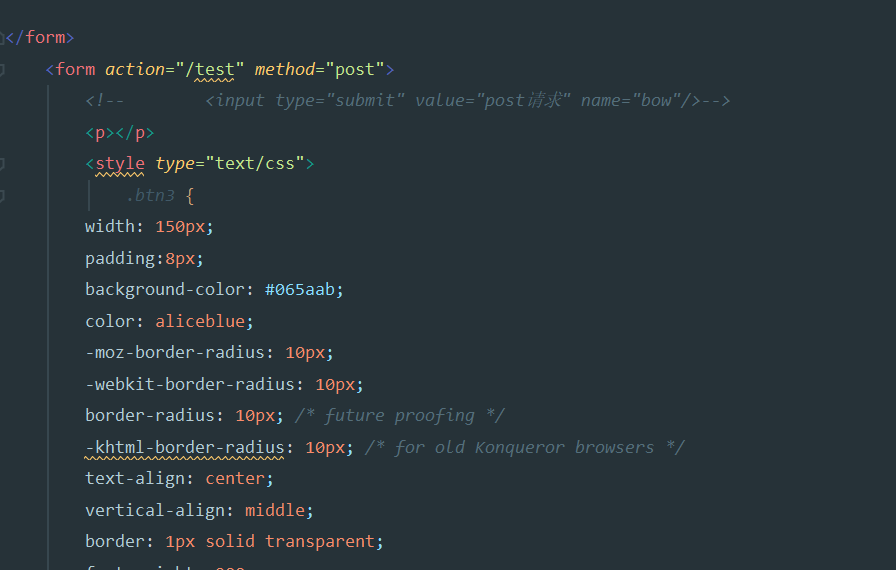 </form>
<form action="/test" method="post">
<!--        <input type="submit" value="post请求" name="bow"/>-->
<p></p>
<style type="text/css">
.btn3 {
width: 150px;
padding:8px;
background-color: #065aab;
color: aliceblue;
-moz-border-radius: 10px;
-webkit-border-radius: 10px;
border-radius: 10px; /* future proofing */
-khtml-border-radius: 10px; /* for old Konqueror browsers */
text-align: center;
vertical-align: middle;
border: 1px solid transparent;